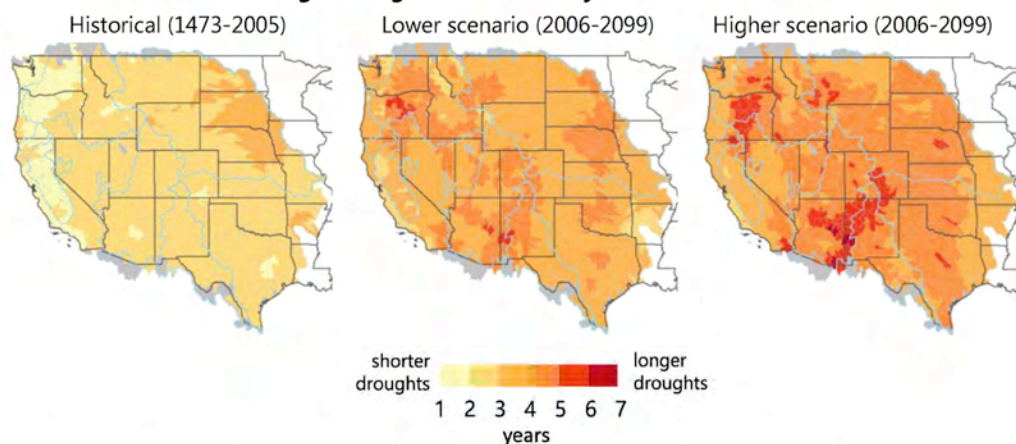 Historical (1473-2005)
Lower scenario (2006-2099)
Higher scenario (2006-2099)
shorter droughts
longer droughts
1 2 3 4 5 6 7
years